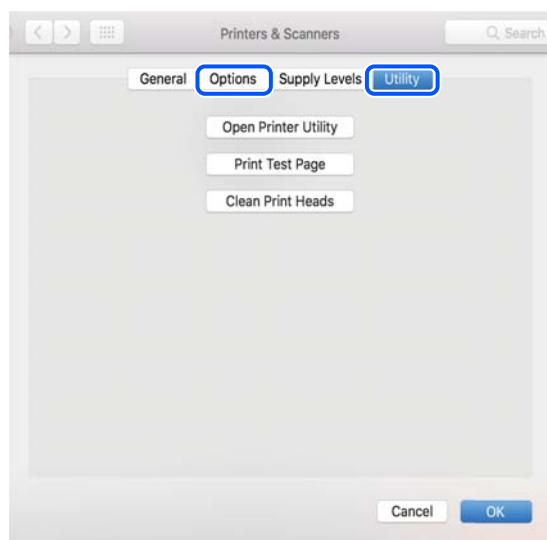 Printers & Scanners Search
General Options Supply Levels Utility
Open Printer Utility
Print Test Page
Clean Print Heads
Cancel OK